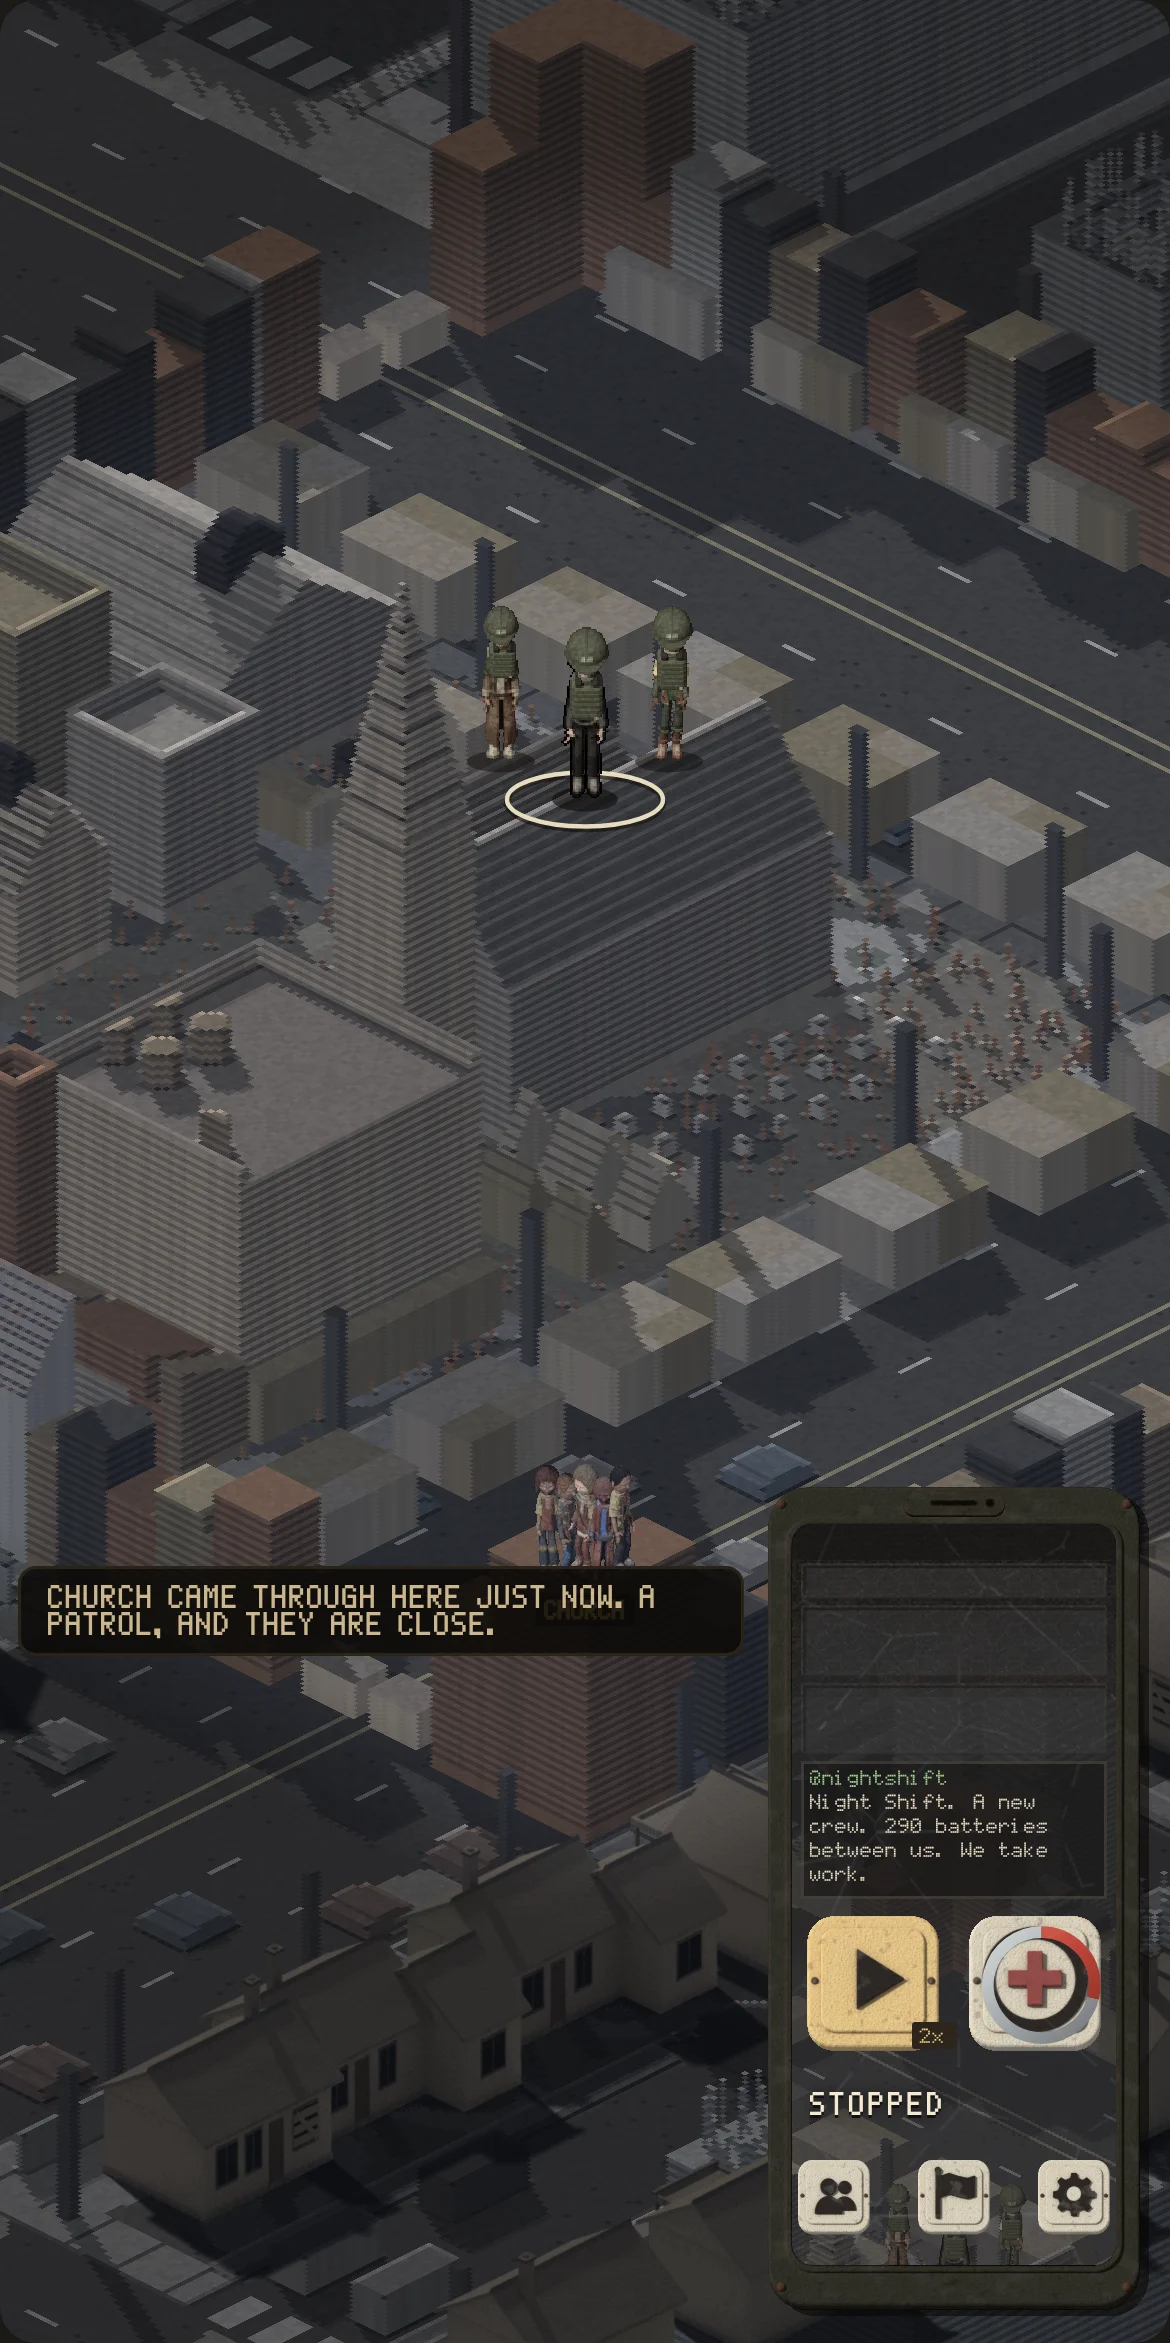 CHURCH CAME THROUGH HERE JUST NOW. A
PATROL, AND THEY ARE CLOSE.
CHURCH
@nightshift
Night Shift. A new
crew. 290 batteries
between us. We take
work.
2x
STOPPED